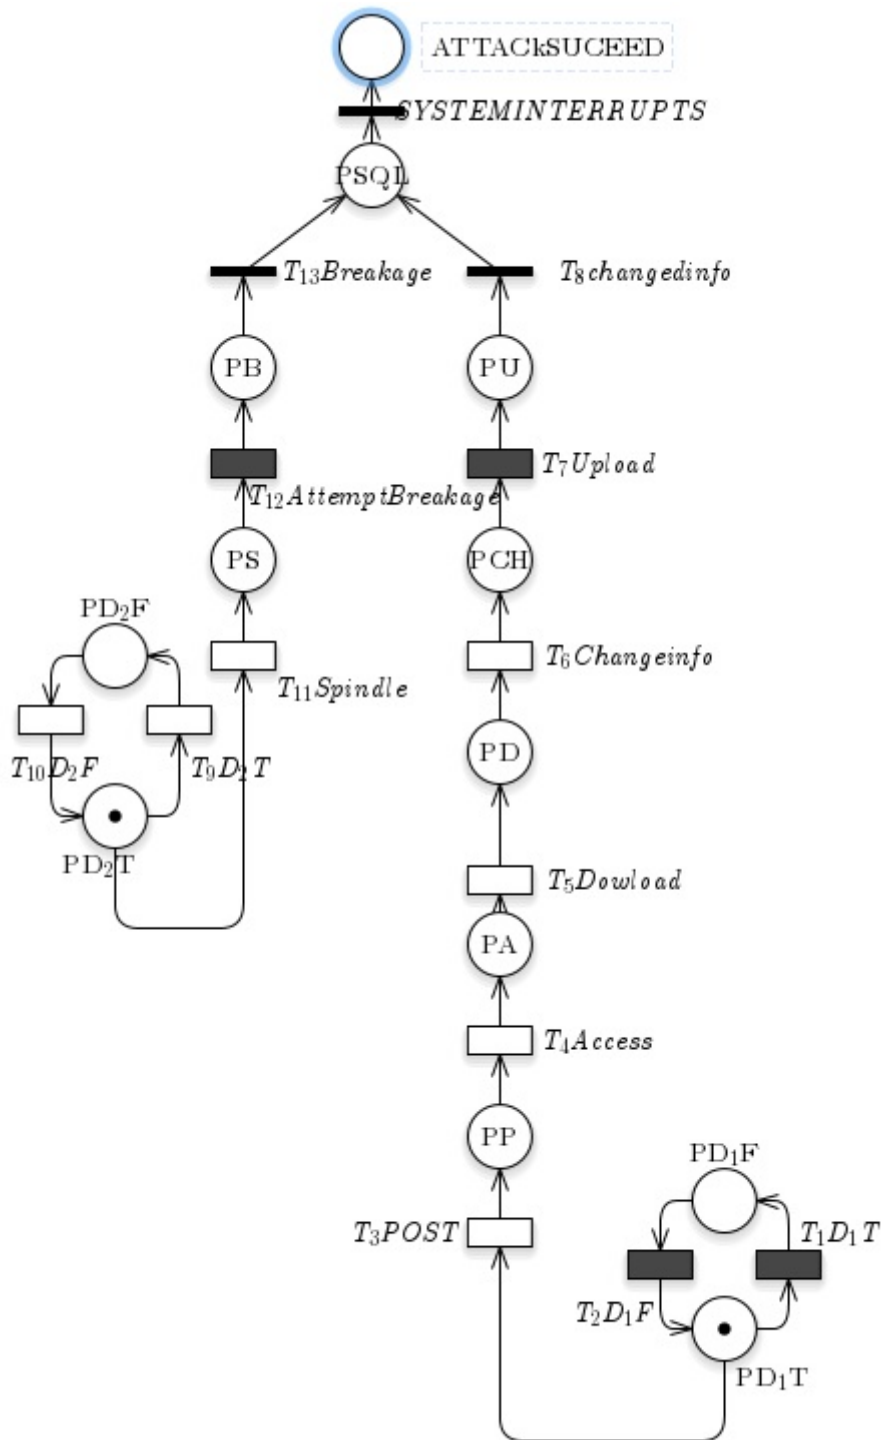 ATTACkSUCEED
SYSTEMINTERRUPTS
PSQL
T₁₃Breakage
T₈changedinfo
PB
PU
T₇Upload
T₁₂AttemptBreakage
PS
PCH
PD₂F
T₁₁Spindle
T₆Changeinfo
PD
T₁₀D₂F
T₉D₂T
PD₂T
T₅Dowload
PA
T₄Access
PP
PD₁F
T₃POST
T₁D₁T
T₂D₁F
PD₁T